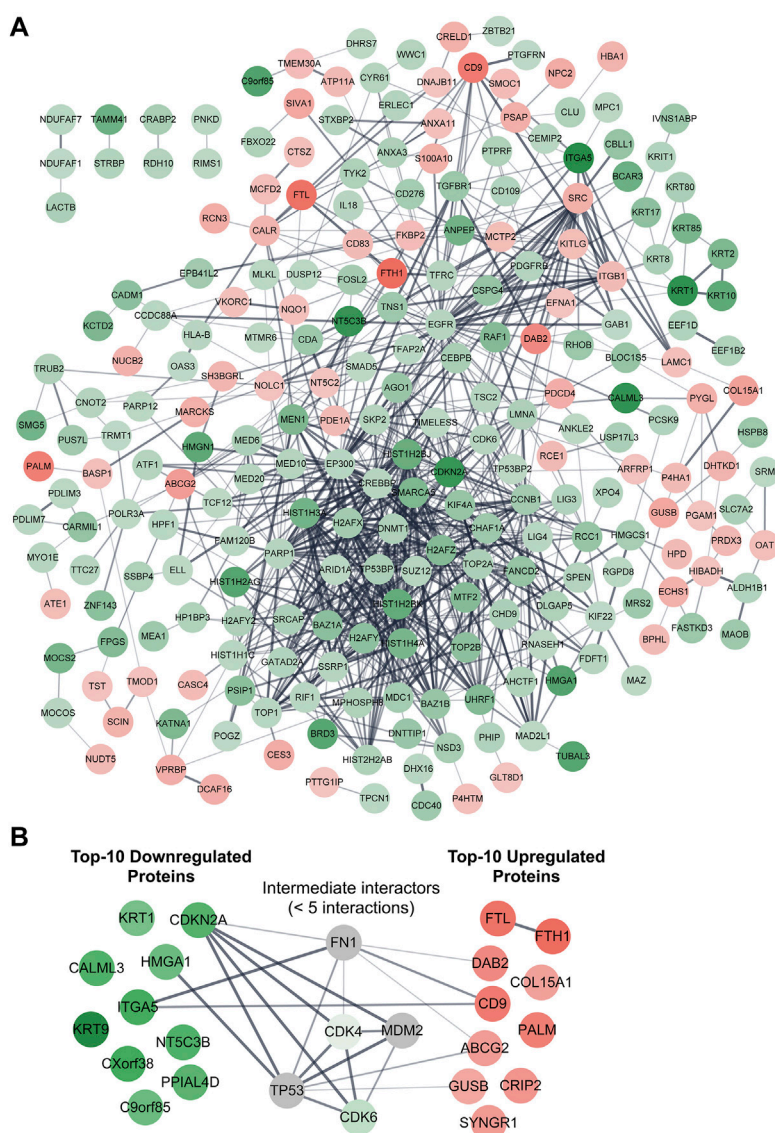 A
ZBTB21
CRELD1
DHRS7
WWC1
CD9
PTGFRN
TMEM30A
HBA1
C9orf85
CYR61
DNAJB11
NPC2
ATP11A
SMOC1
NDUFAF7
TAMM41
CRABP2
PNKD
SIVA1
ERLEC1
ANXA11
PSAP
CLU
MPC1
STXBP2
IVNS1ABP
FBXO22
CEMIP2
CTSZ
ANXA3
S100A10
PTPRF
ITGA5
CBLL1
NDUFAF1
STRBP
RDH10
RIMS1
TYK2
KRIT1
MCFD2
TGFBR1
BCAR3
FTL
CD276
CD109
SRC
KRT80
LACTB
IL18
KRT17
RCN3
CALR
FKBP2
ANPEP
MCTP2
KITLG
KRT85
CD83
KRT8
KRT2
EPB41L2
MLKL
DUSP12
FTH1
TFRC
PDGFRB
ITGB1
FOSL2
CSPG4
KRT1
KRT10
CADM1
VKORC1
NQO1
TNS1
EFNA1
CCDC88A
NT5C3B
EGFR
GAB1
EEF1D
KCTD2
HLA-B
MTMR6
CDA
RAF1
DAB2
RHOB
EEF1B2
TFAP2A
BLOC1S5
NUCB2
CEBPB
LAMC1
TRUB2
OAS3
SH3BGRL
NOLC1
NT5C2
SMAD5
COL15A1
CNOT2
PARP12
AGO1
TSC2
PDCD4
CALML3
PYGL
SMG5
MARCKS
PDE1A
SKP2
LMNA
PCSK9
PUS7L
TRMT1
MEN1
TIMELESS
ANKLE2
HMGN1
MED6
HIST1H2BJ
CDK6
USP17L3
HSPB8
PALM
ATF1
MED10
EP300
CDKN2A
TP53BP2
RCE1
DHTKD1
SRM
BASP1
ABCG2
MED20
CREBBP
ARFRP1
P4HA1
PDLIM3
TCF12
SMARCA5
KIF4A
CCNB1
LIG3
XPO4
GUSB
SLC7A2
PDLIM7
POLR3A
HIST1H3A
PGAM1
CARMIL1
HPF1
H2AFX
DNMT1
CHAF1A
LIG4
RCC1
HMGCS1
PRDX3
OAT
FAM120B
H2AFZ
HPD
MYO1E
TTC27
PARP1
TOP2A
HIBADH
SSBP4
ELL
ARID1A
TP53BP1
SUZ12
FANCD2
SPEN
RGPD8
ECHS1
ALDH1B1
ATE1
ZNF143
HIST1H2AG
HIST1H2BK
MTF2
DLGAP5
KIF22
MRS2
MEA1
HP1BP3
H2AFY2
SRCAP
BAZ1A
CHD9
FASTKD3
MAOB
MOCS2
FPGS
H2AFY
HIST1H4A
RNASEH1
BPHL
HIST1H1C
SSRP1
TOP2B
FDFT1
TST
TMOD1
GATAD2A
AHCTF1
CASC4
PSIP1
RIF1
MDC1
HMGA1
MAZ
MOCOS
SCIN
MPHOSPH8
BAZ1B
UHRF1
KATNA1
TOP1
POGZ
BRD3
DNTTIP1
MAD2L1
NUDT5
VPRBP
CES3
NSD3
PHIP
TUBAL3
HIST2H2AB
DHX16
GLT8D1
DCAF16
PTTG1IP
TPCN1
P4HTM
CDC40
B
Top-10 Downregulated
Proteins
Top-10 Upregulated
Proteins
Intermediate interactors
(< 5 interactions)
KRT1
CDKN2A
FTL
FN1
FTH1
CALML3
HMGA1
DAB2
COL15A1
ITGA5
CD9
KRT9
CDK4
MDM2
PALM
NT5C3B
ABCG2
CXorf38
PPIAL4D
TP53
GUSB
CRIP2
C9orf85
CDK6
SYNGR1